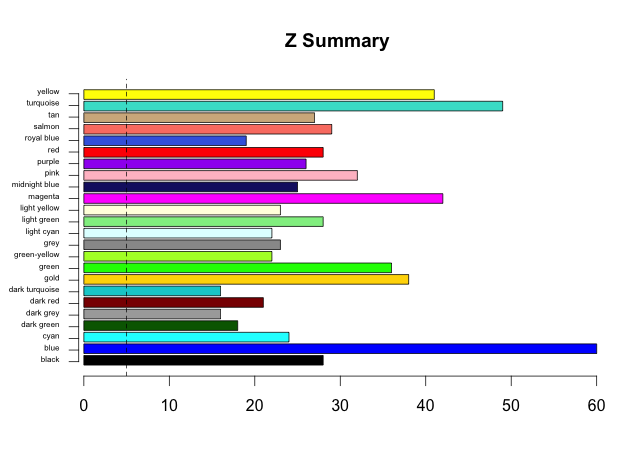 Z Summary
yellow
turquoise
tan
salmon
royal blue
red
purple
pink
midnight blue
magenta
light yellow
light green
light cyan
grey
green-yellow
green
gold
dark turquoise
dark red
dark grey
dark green
cyan
blue
black
0 10 20 30 40 50 60